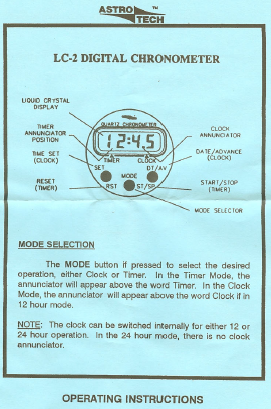 ASTRO TECH ™
LC-2 DIGITAL CHRONOMETER
LIQUID CRYSTAL
DISPLAY
TIMER
ANNUNCIATOR
POSITION
TIME SET
(CLOCK)
RESET
(TIMER)
QUARTZ CHRONOMETER
12:45
TIMER CLOCK
SET DT/AV
MODE
RST ST/SP
CLOCK
ANNUNCIATOR
DATE/ADVANCE
(CLOCK)
START/STOP
(TIMER)
MODE SELECTOR
MODE SELECTION
The MODE button if pressed to select the desired
operation, either Clock or Timer. In the Timer Mode, the
annunciator will appear above the word Timer. In the Clock
Mode, the annunciator will appear above the word Clock if in
12 hour mode.
NOTE: The clock can be switched internally for either 12 or
24 hour operation. In the 24 hour mode, there is no clock
annunciator.
OPERATING INSTRUCTIONS